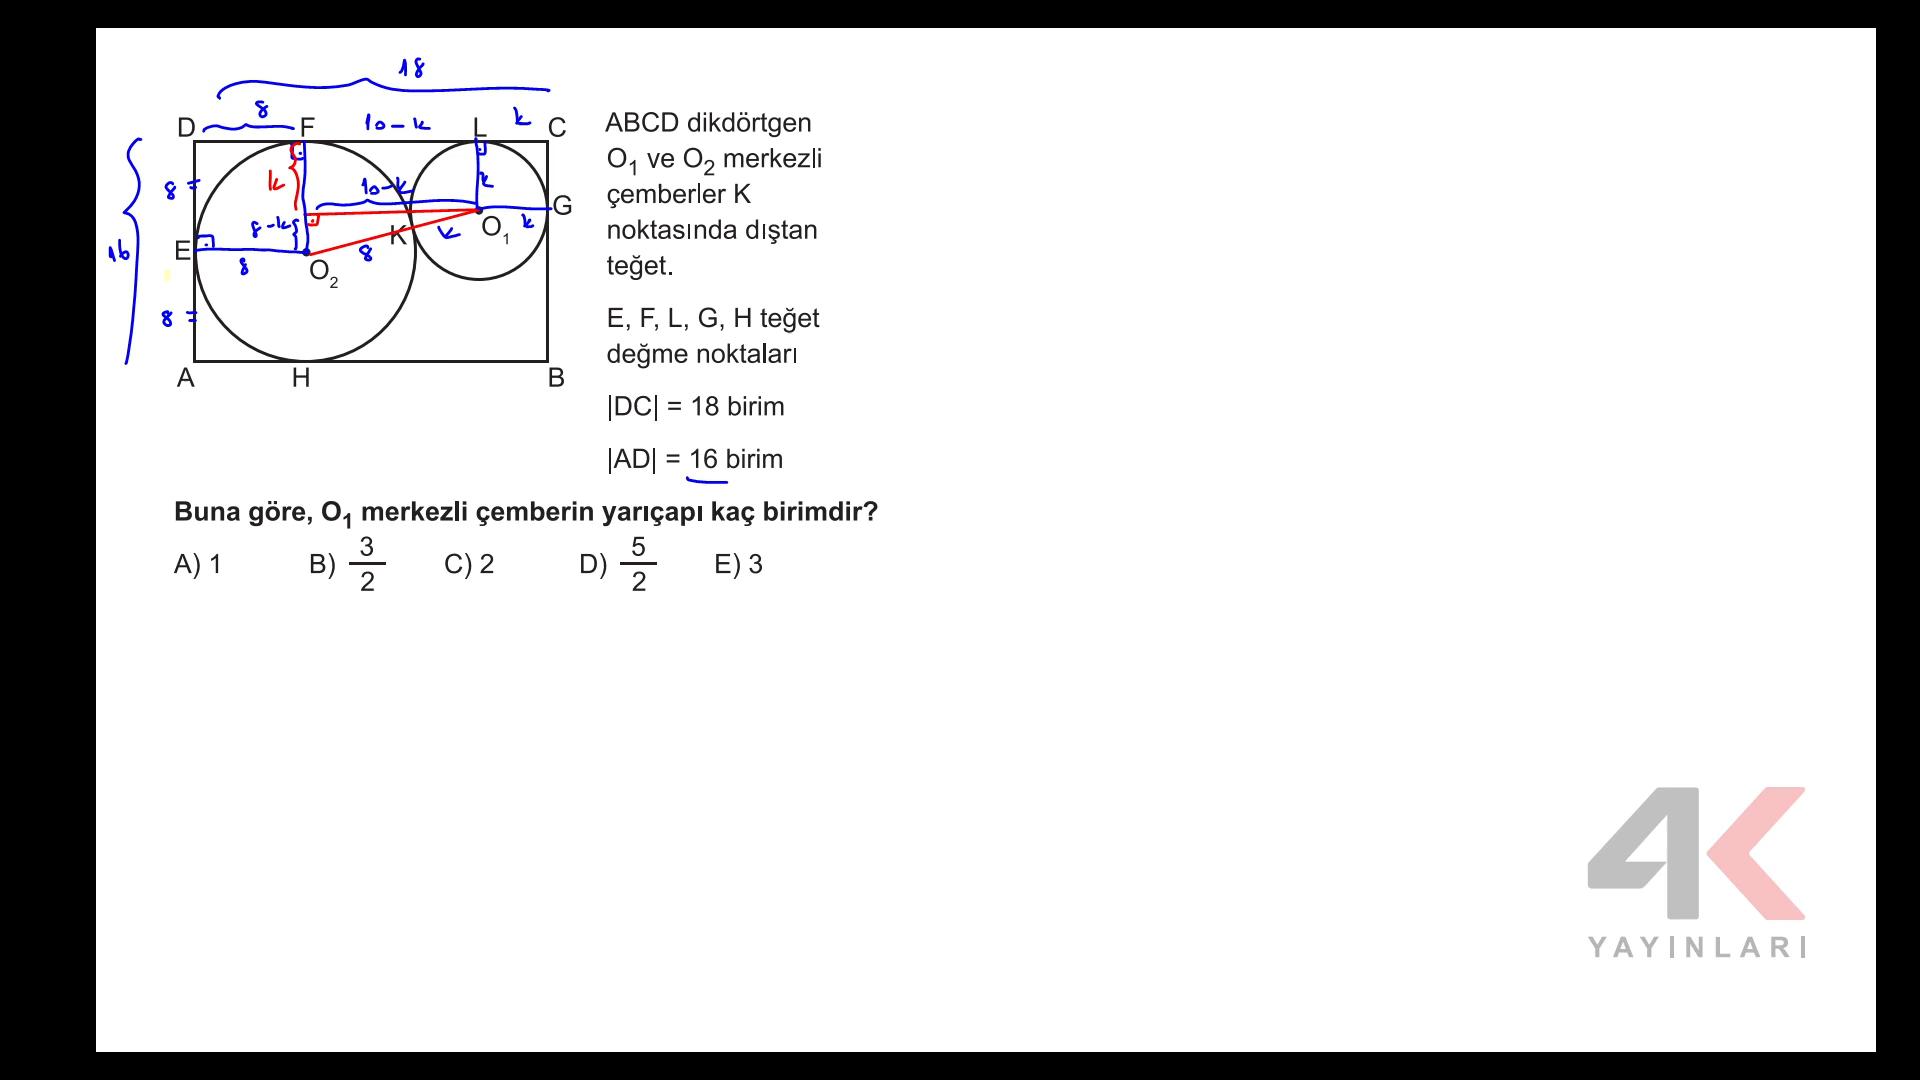 18
8
10-k
k
D
F
L
C
8
k
10-k
k
G
16
8-k
K
k
O1
k
E
8
8
O2
8
A
H
B
ABCD dikdörtgen
O1 ve O2 merkezli
çemberler K
noktasında dıştan
teğet.
E, F, L, G, H teğet
değme noktaları
|DC| = 18 birim
|AD| = 16 birim
Buna göre, O1 merkezli çemberin yarıçapı kaç birimdir?
A) 1 B) 3/2 C) 2 D) 5/2 E) 3
4K
YAYINLARI